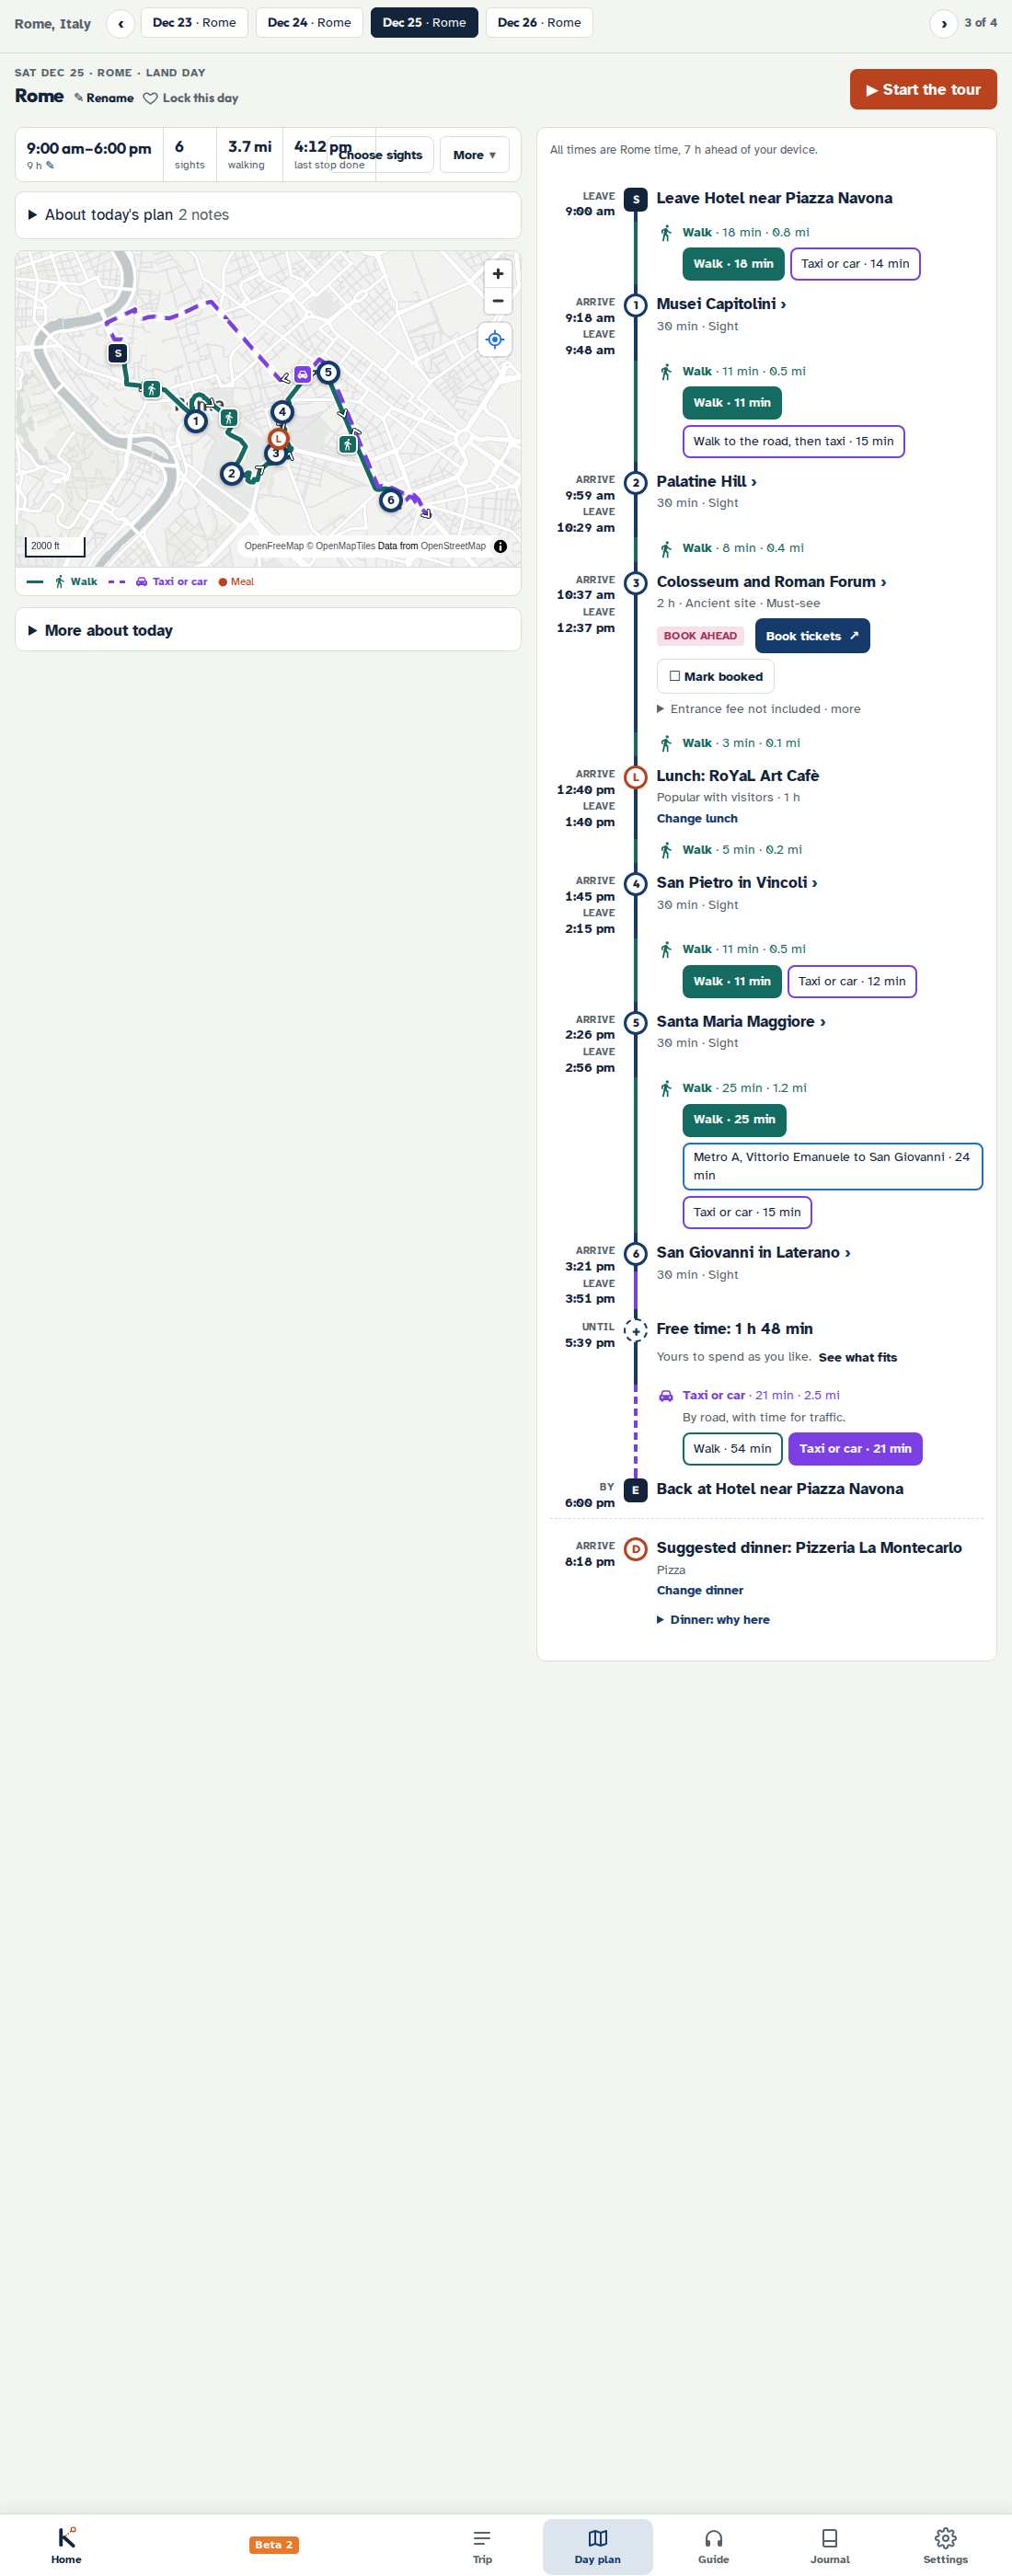 Rome, Italy
‹
Dec 23 · Rome
Dec 24 · Rome
Dec 25 · Rome
Dec 26 · Rome
›
3 of 4
SAT DEC 25 · ROME · LAND DAY
Rome ✎ Rename ♡ Lock this day
▶ Start the tour
9:00 am–6:00 pm
9 h ✎
6
sights
3.7 mi
walking
4:12 pm
last stop done
Choose sights
More ▾
▶ About today's plan 2 notes
+
−
S
1
2
3
L
4
5
6
2000 ft
OpenFreeMap © OpenMapTiles Data from OpenStreetMap
Walk
Taxi or car
Meal
▶ More about today
All times are Rome time, 7 h ahead of your device.
LEAVE
9:00 am
S
Leave Hotel near Piazza Navona
Walk · 18 min · 0.8 mi
Walk · 18 min
Taxi or car · 14 min
ARRIVE
9:18 am
LEAVE
9:48 am
1
Musei Capitolini ›
30 min · Sight
Walk · 11 min · 0.5 mi
Walk · 11 min
Walk to the road, then taxi · 15 min
ARRIVE
9:59 am
LEAVE
10:29 am
2
Palatine Hill ›
30 min · Sight
Walk · 8 min · 0.4 mi
ARRIVE
10:37 am
LEAVE
12:37 pm
3
Colosseum and Roman Forum ›
2 h · Ancient site · Must-see
BOOK AHEAD
Book tickets ↗
☐ Mark booked
▶ Entrance fee not included · more
Walk · 3 min · 0.1 mi
ARRIVE
12:40 pm
LEAVE
1:40 pm
L
Lunch: RoYaL Art Cafè
Popular with visitors · 1 h
Change lunch
Walk · 5 min · 0.2 mi
ARRIVE
1:45 pm
LEAVE
2:15 pm
4
San Pietro in Vincoli ›
30 min · Sight
Walk · 11 min · 0.5 mi
Walk · 11 min
Taxi or car · 12 min
ARRIVE
2:26 pm
LEAVE
2:56 pm
5
Santa Maria Maggiore ›
30 min · Sight
Walk · 25 min · 1.2 mi
Walk · 25 min
Metro A, Vittorio Emanuele to San Giovanni · 24
min
Taxi or car · 15 min
ARRIVE
3:21 pm
LEAVE
3:51 pm
6
San Giovanni in Laterano ›
30 min · Sight
UNTIL
5:39 pm
+
Free time: 1 h 48 min
Yours to spend as you like. See what fits
Taxi or car · 21 min · 2.5 mi
By road, with time for traffic.
Walk · 54 min
Taxi or car · 21 min
BY
6:00 pm
E
Back at Hotel near Piazza Navona
ARRIVE
8:18 pm
D
Suggested dinner: Pizzeria La Montecarlo
Pizza
Change dinner
▶ Dinner: why here
Home
Beta 2
Trip
Day plan
Guide
Journal
Settings